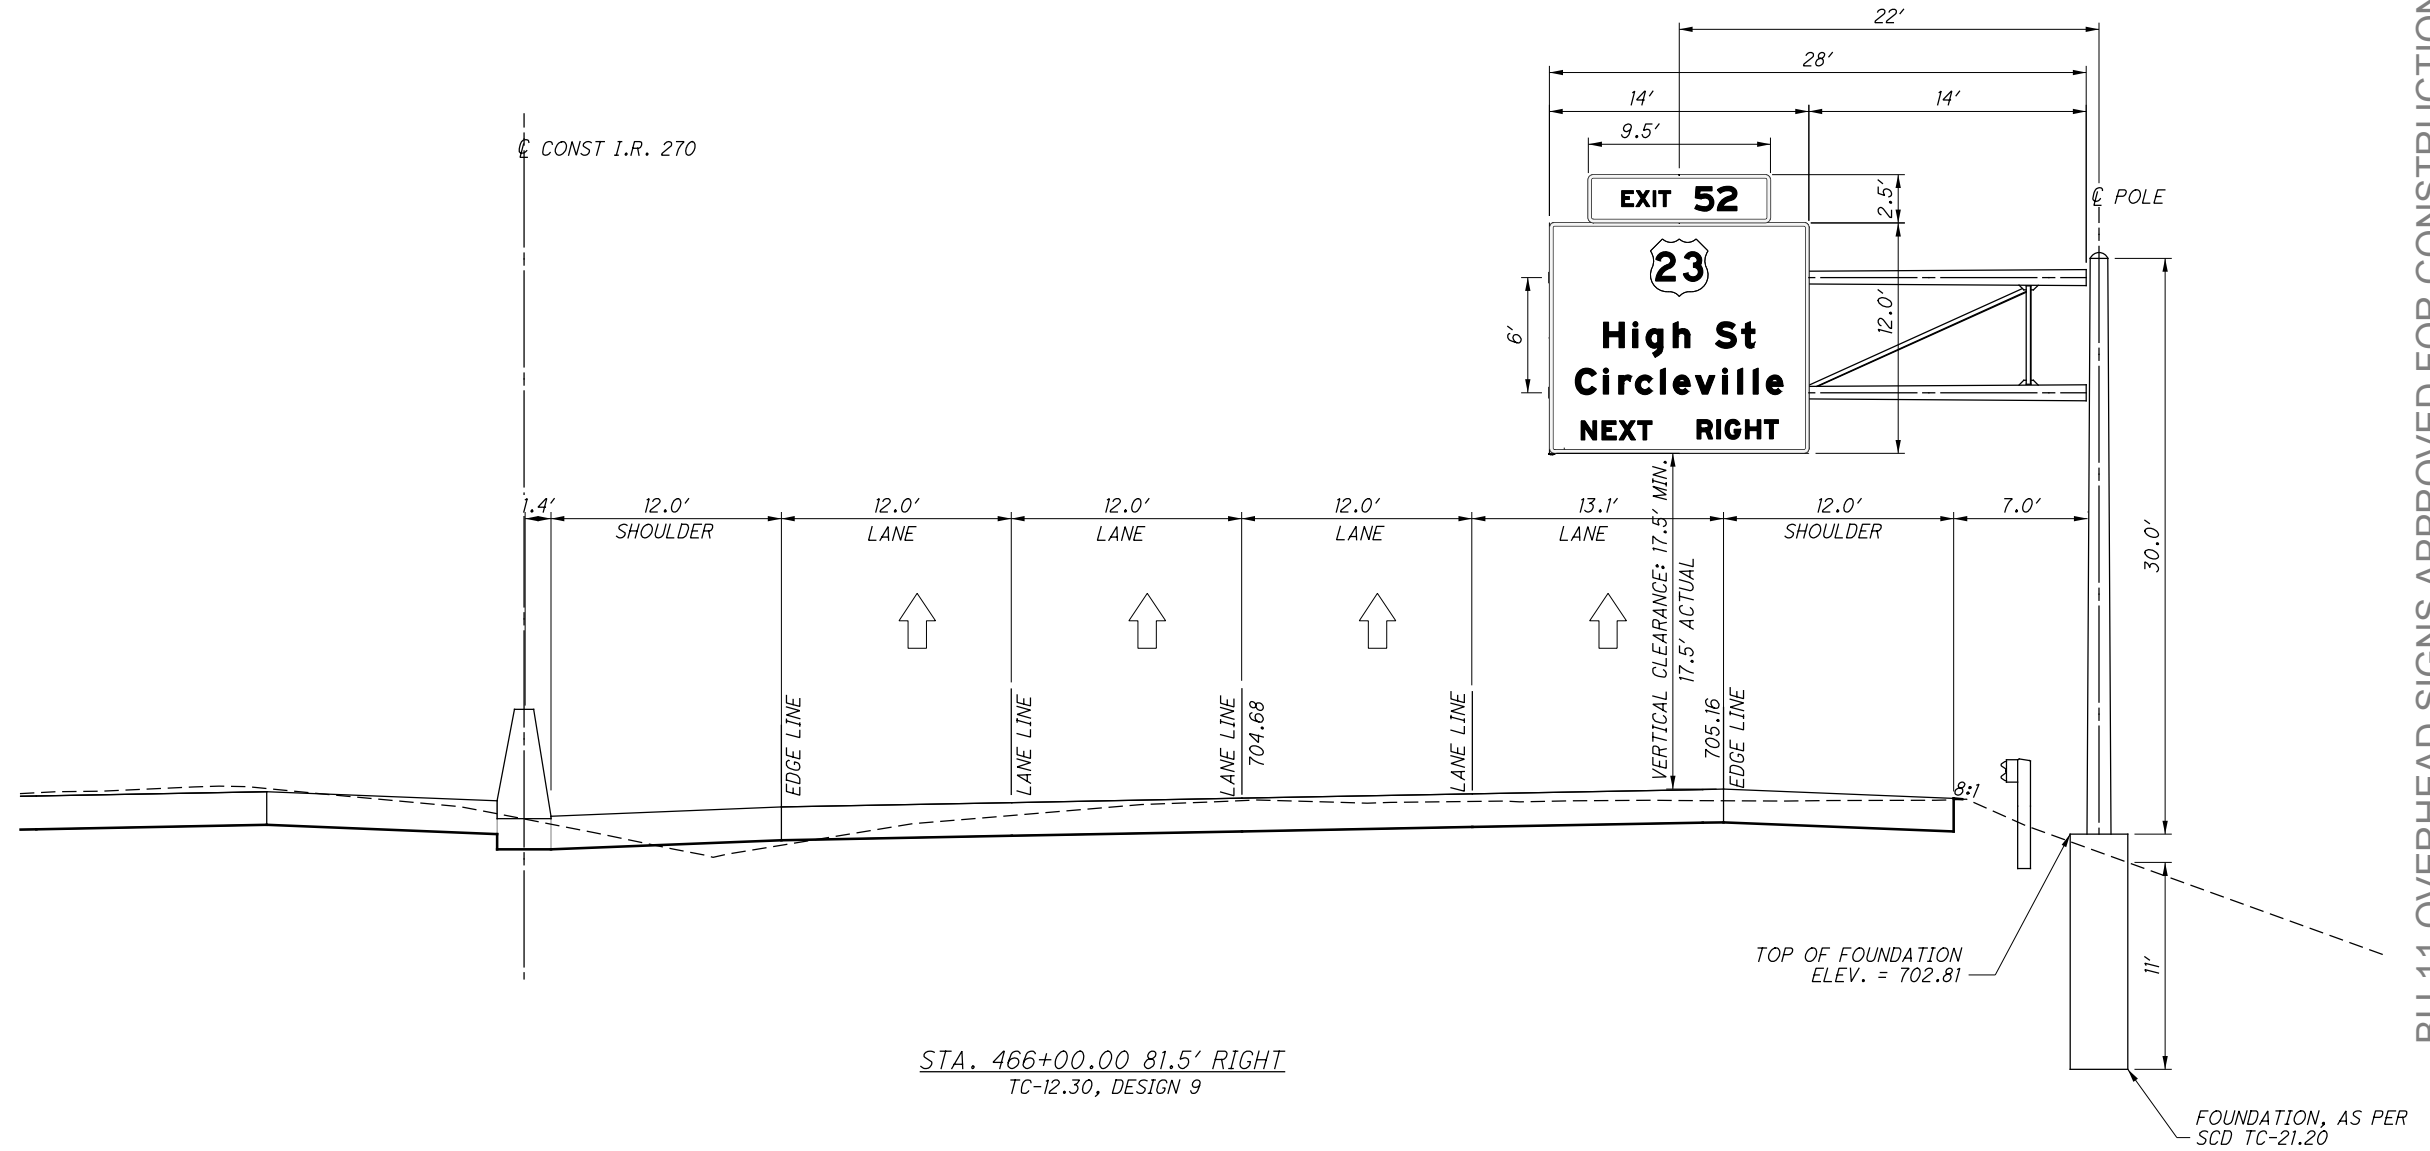 22'
28'
14' 14'
9.5'
℄ CONST I.R. 270
EXIT 52
2.5'
℄ POLE
23
High St
Circleville
NEXT RIGHT
6'
12.0'
30.0'
1.4' 12.0' 12.0' 12.0' 12.0' 13.1' 12.0' 7.0'
SHOULDER LANE LANE LANE LANE SHOULDER
VERTICAL CLEARANCE: 17.5' MIN.
17.5' ACTUAL
EDGE LINE
LANE LINE
LANE LINE
704.68
LANE LINE
705.16
EDGE LINE
8:1
TOP OF FOUNDATION
ELEV. = 702.81
11'
STA. 466+00.00 81.5' RIGHT
TC-12.30, DESIGN 9
FOUNDATION, AS PER
SCD TC-21.20
OVERHEAD SIGNS APPROVED FOR CONSTRUCTION